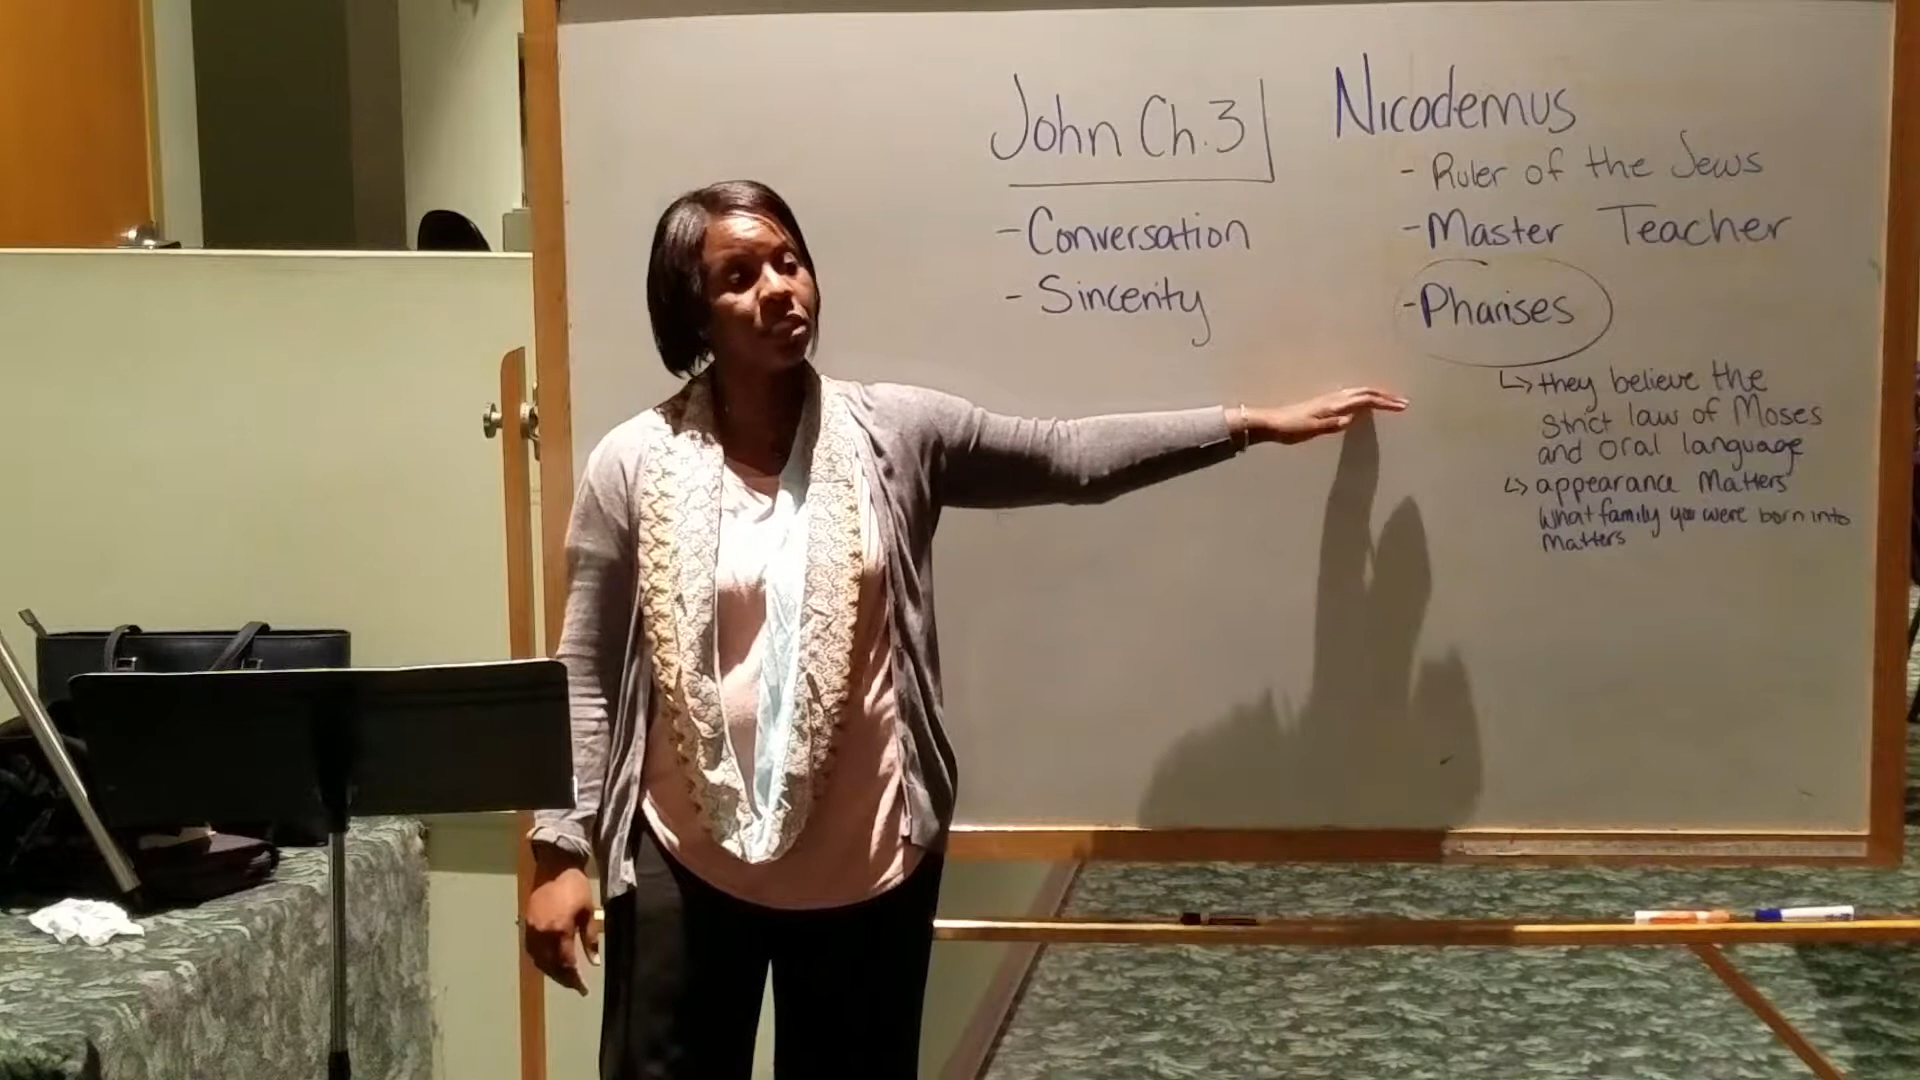 John Ch.3
- Conversation
- Sincerity
Nicodemus
- Ruler of the Jews
- Master Teacher
- Pharises
↳ they believe the
strict law of Moses
and oral language
↳ appearance Matters
What family you were born into
Matters